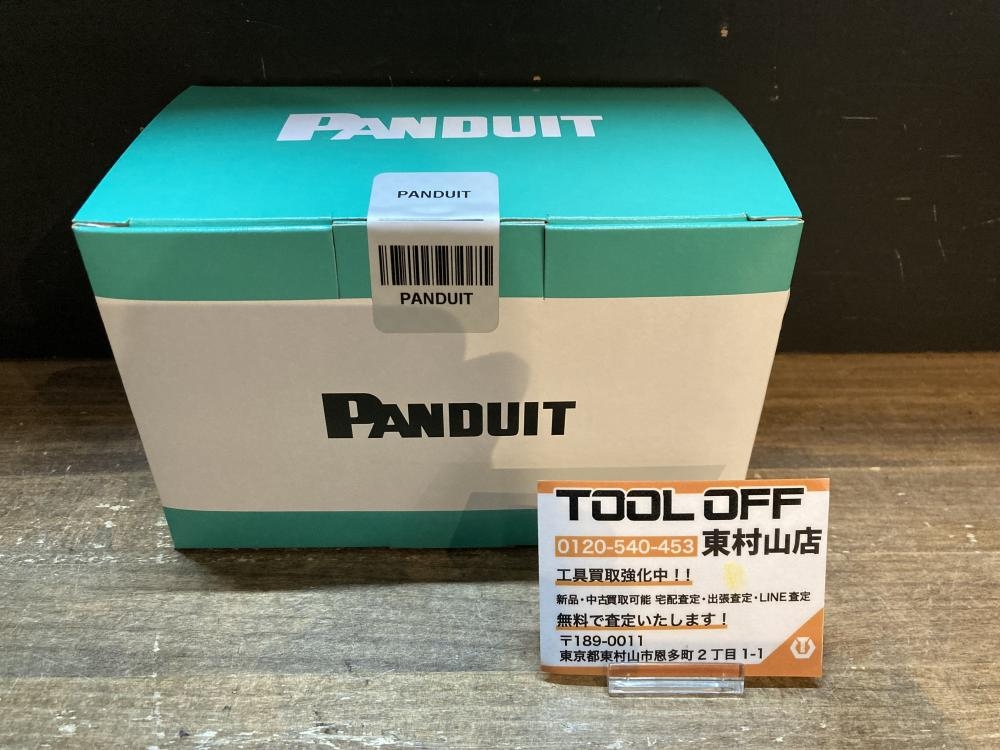 PANDUIT
PANDUIT
PANDUIT
PANDUIT
TOOL OFF
0120-540-453 東村山店
工具買取強化中!!
新品・中古買取可能 宅配査定・出張査定・LINE査定
無料で査定いたします!
〒189-0011
東京都東村山市恩多町2丁目1-1